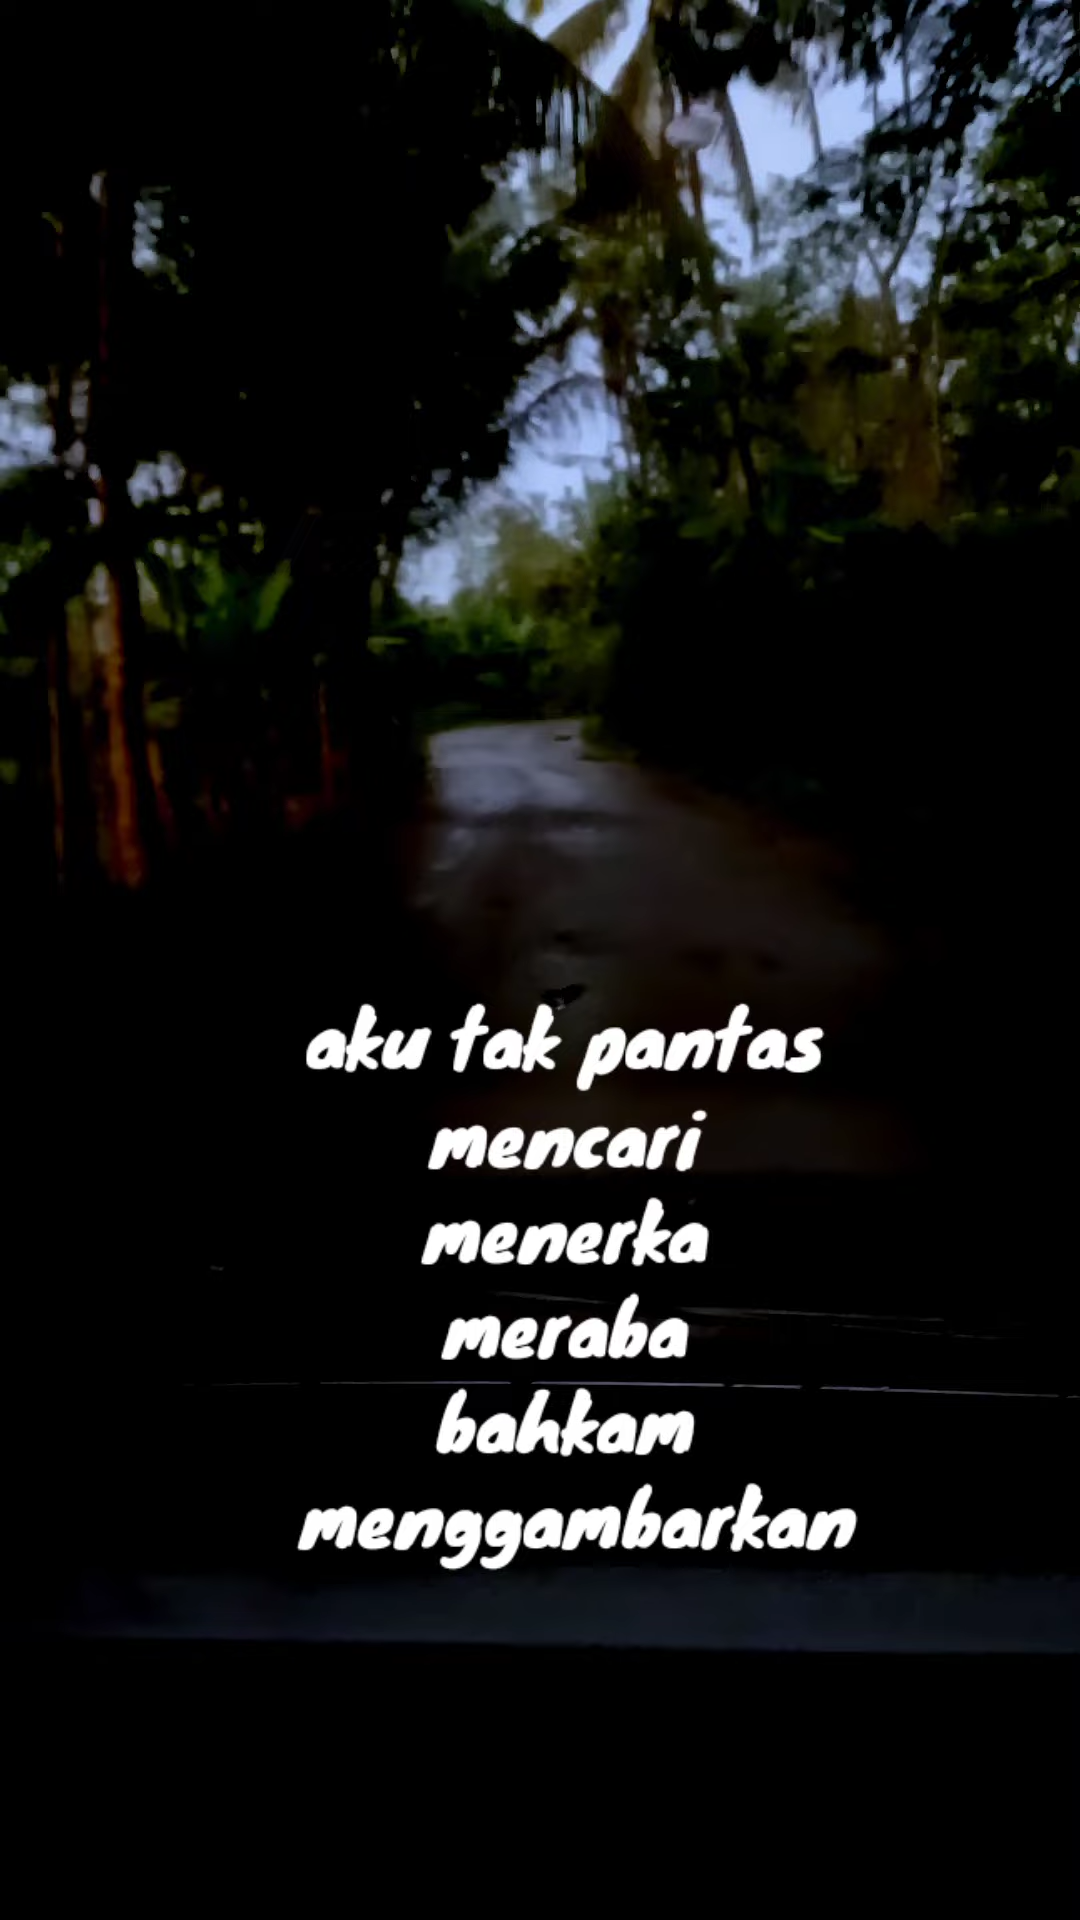 aku tak pantas
mencari
menerka
meraba
bahkam
menggambarkan